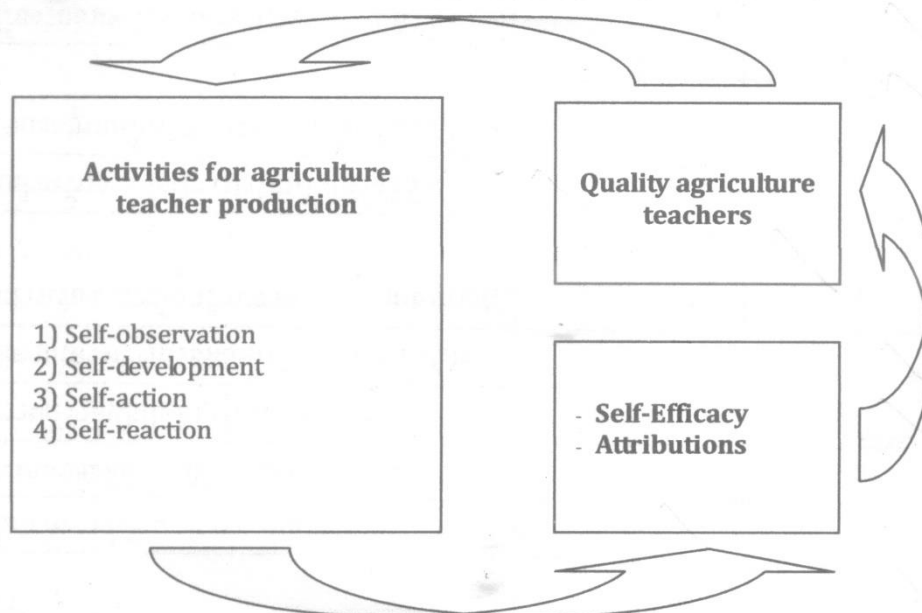 Activities for agriculture
teacher production
1) Self-observation
2) Self-development
3) Self-action
4) Self-reaction
Quality agriculture
teachers
- Self-Efficacy
- Attributions